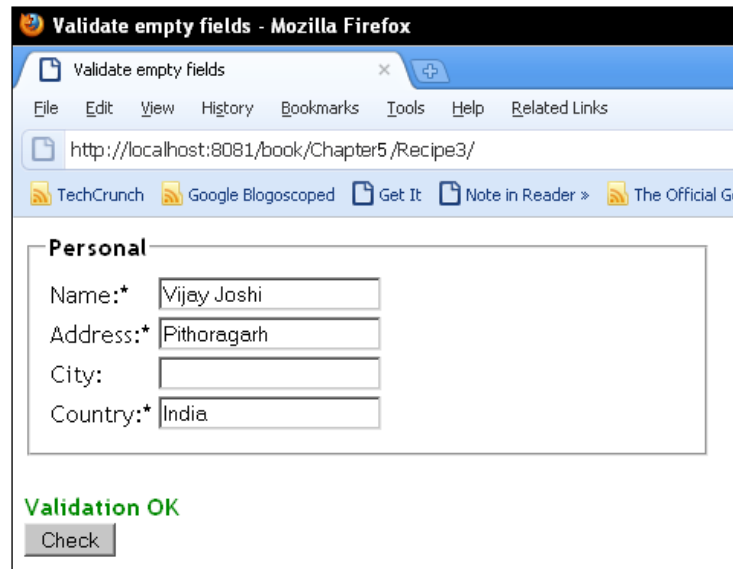 Validate empty fields - Mozilla Firefox
Validate empty fields
File Edit View History Bookmarks Tools Help Related Links
http://localhost:8081/book/Chapter5/Recipe3/
TechCrunch Google Blogoscoped Get It Note in Reader » The Official G
Personal
Name:* Vijay Joshi
Address:* Pithoragarh
City:
Country:* India
Validation OK
Check